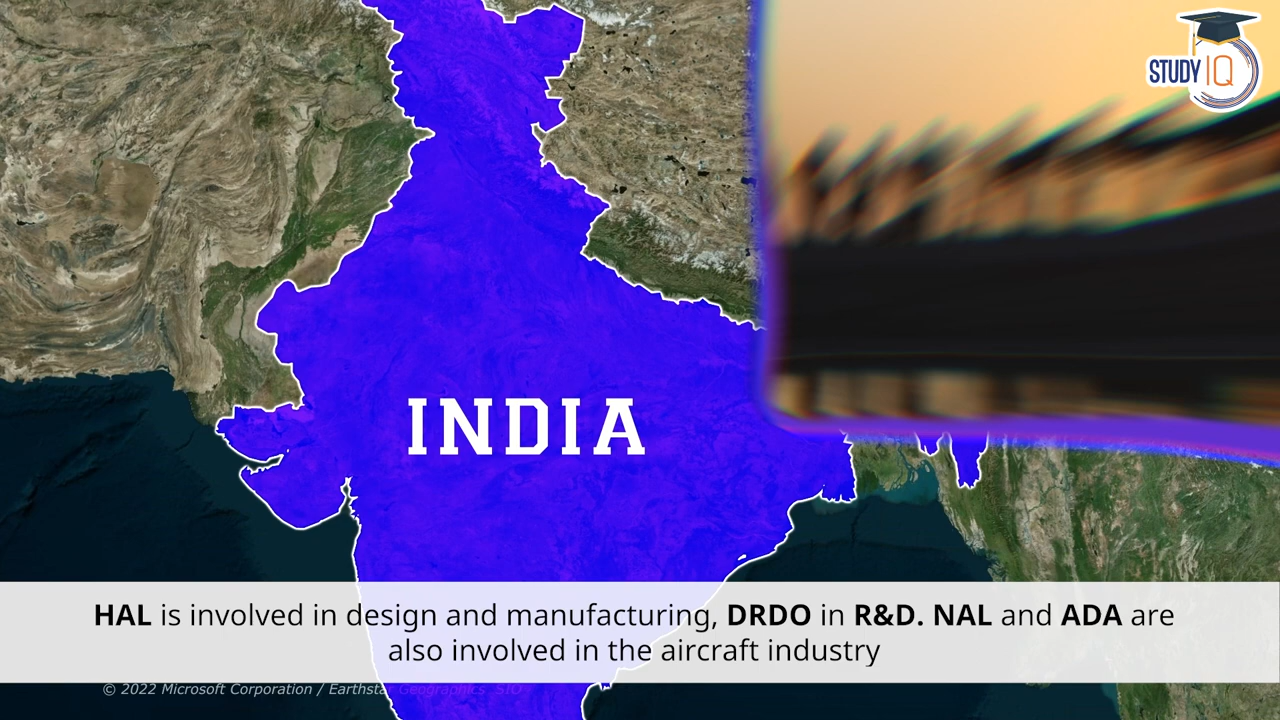 STUDY IQ
INDIA
HAL is involved in design and manufacturing, DRDO in R&D. NAL and ADA are
also involved in the aircraft industry
© 2022 Microsoft Corporation / Earthstar Geographics SIO